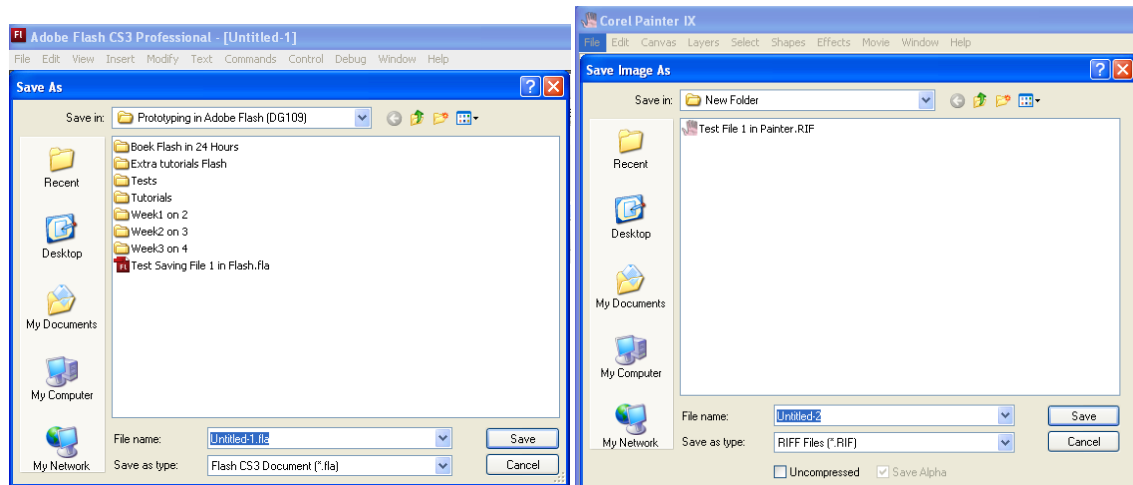 Adobe Flash CS3 Professional - [Untitled-1]
File Edit View Insert Modify Text Commands Control Debug Window Help
Save As
Save in: Prototyping in Adobe Flash (DG109)
Boek Flash in 24 Hours
Extra tutorials Flash
Tests
Tutorials
Week1 on 2
Week2 on 3
Week3 on 4
Test Saving File 1 in Flash.fla
Recent
Desktop
My Documents
My Computer
My Network
File name: Untitled-1.fla Save
Save as type: Flash CS3 Document (*.fla) Cancel
Corel Painter IX
File Edit Canvas Layers Select Shapes Effects Movie Window Help
Save Image As
Save in: New Folder
Test File 1 in Painter.RIF
Recent
Desktop
My Documents
My Computer
My Network
File name: Untitled-2 Save
Save as type: RIFF Files (*.RIF) Cancel
Uncompressed Save Alpha